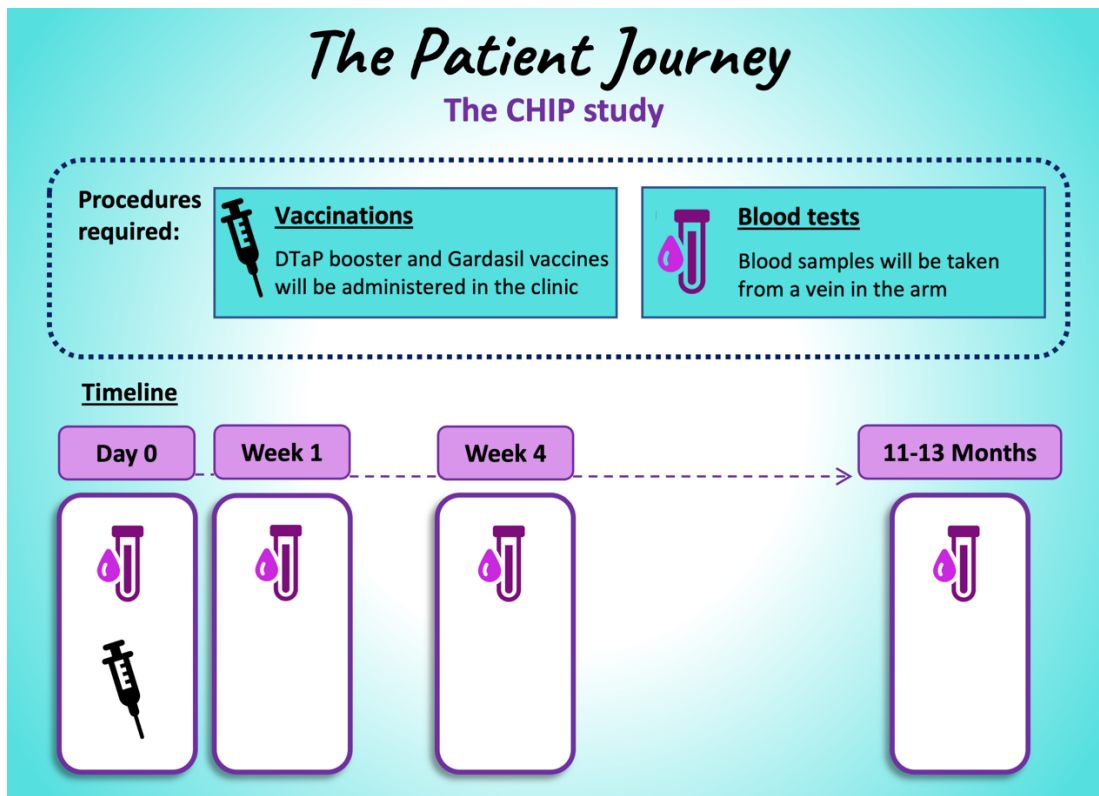 The Patient Journey
The CHIP study
Procedures
required:
Vaccinations
DTaP booster and Gardasil vaccines
will be administered in the clinic
Blood tests
Blood samples will be taken
from a vein in the arm
Timeline
Day 0
Week 1
Week 4
11-13 Months